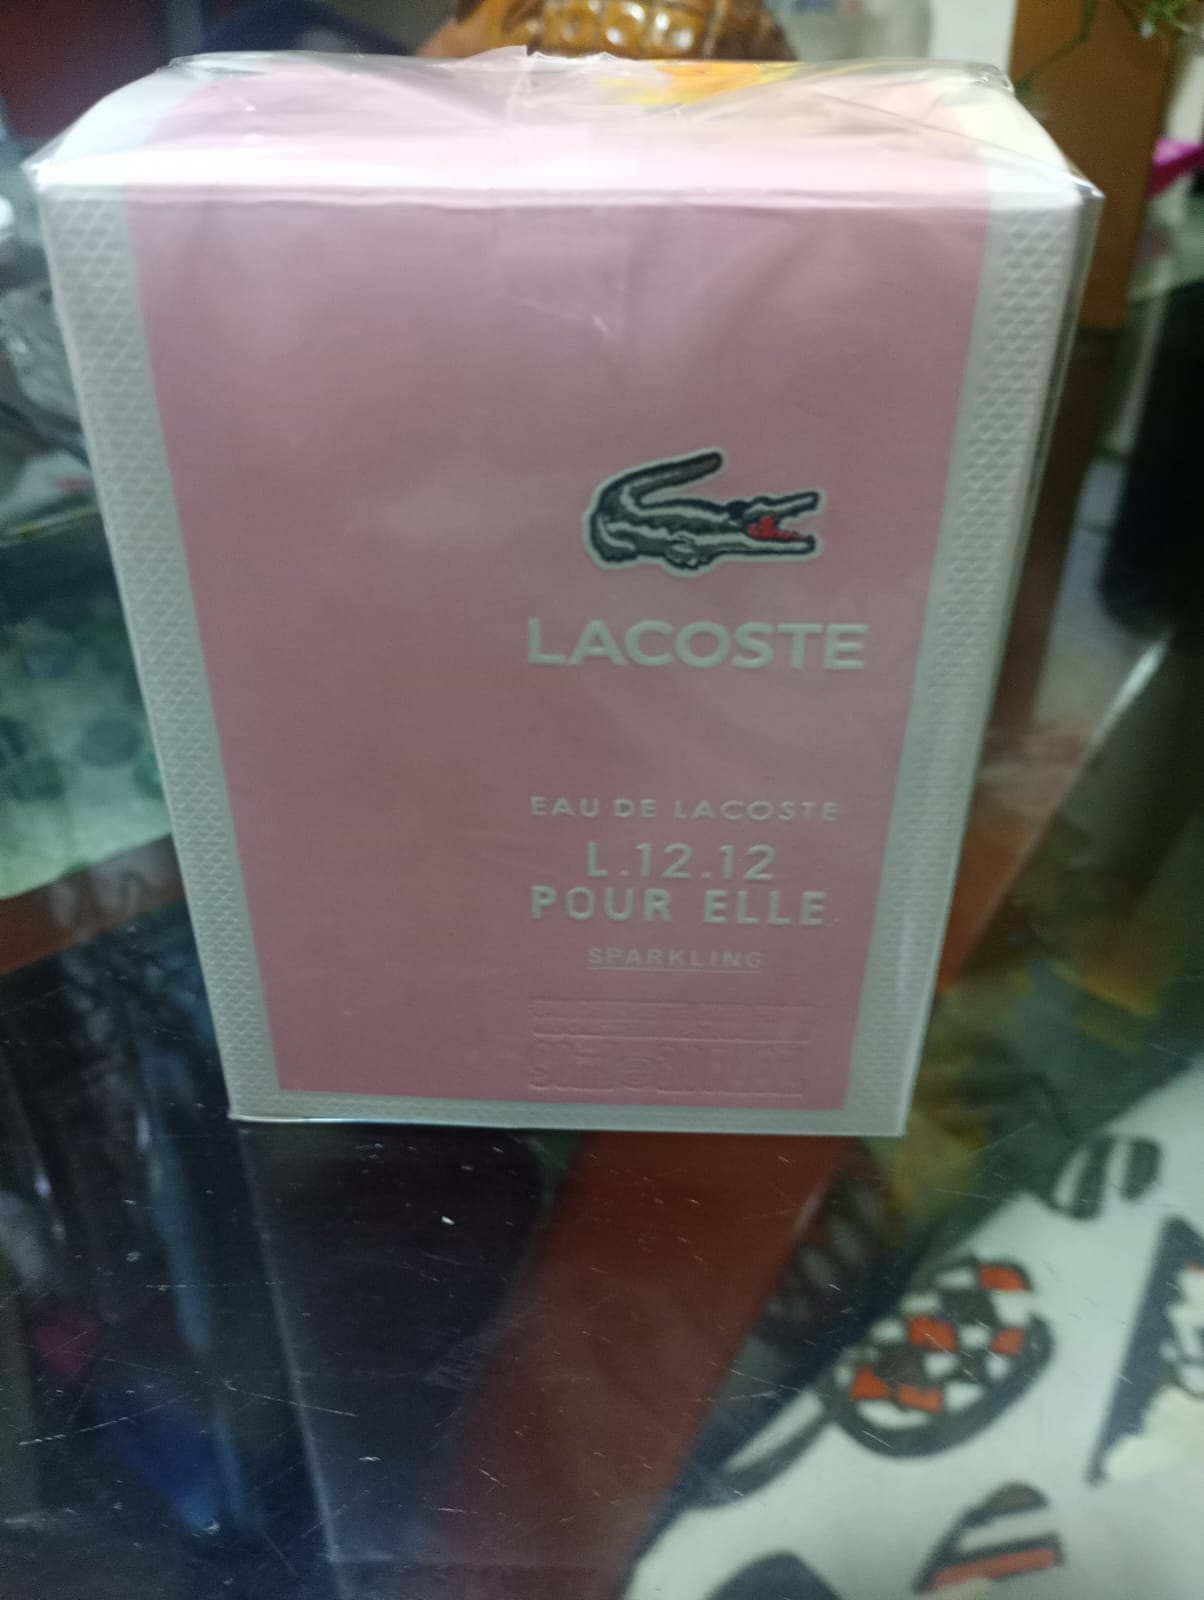 LACOSTE
EAU DE LACOSTE
L.12.12
POUR ELLE
SPARKLING